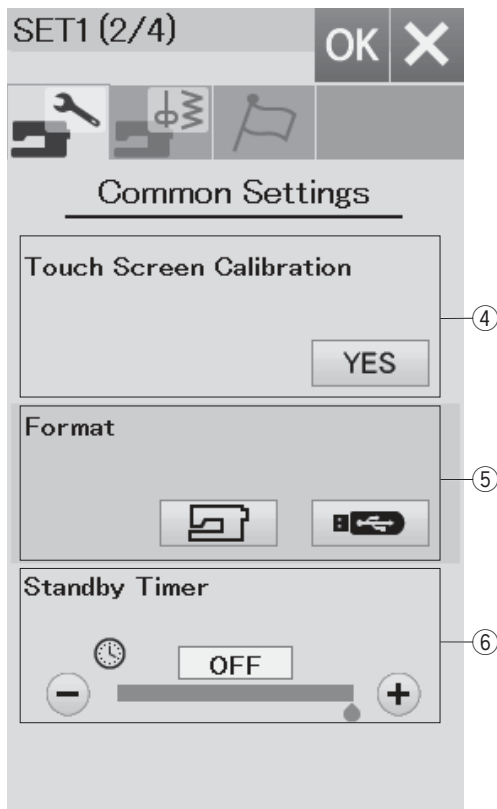 SET1 (2/4)
OK
Common Settings
Touch Screen Calibration
④
YES
Format
⑤
Standby Timer
⑥
OFF